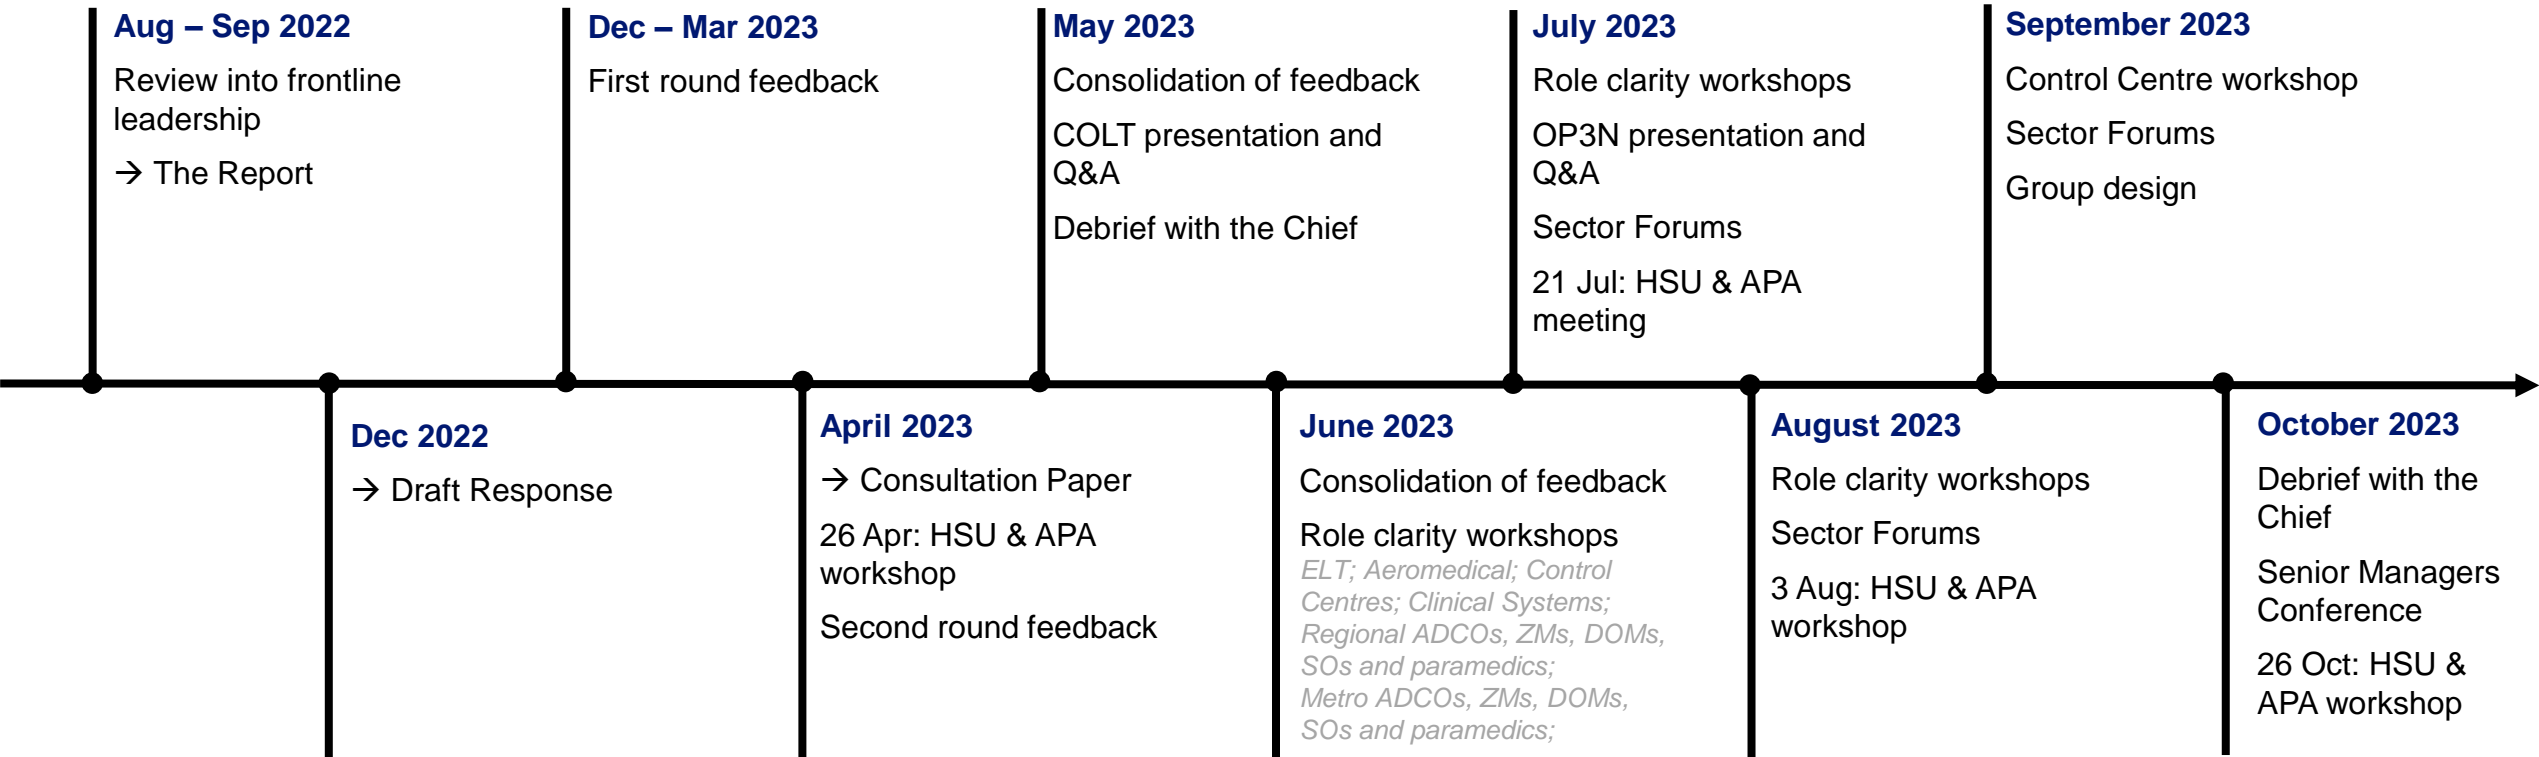 Aug – Sep 2022
Review into frontline
leadership
→ The Report
Dec 2022
→ Draft Response
Dec – Mar 2023
First round feedback
April 2023
→ Consultation Paper
26 Apr: HSU & APA
workshop
Second round feedback
May 2023
Consolidation of feedback
COLT presentation and
Q&A
Debrief with the Chief
June 2023
Consolidation of feedback
Role clarity workshops
ELT; Aeromedical; Control
Centres; Clinical Systems;
Regional ADCOs, ZMs, DOMs,
SOs and paramedics;
Metro ADCOs, ZMs, DOMs,
SOs and paramedics;
July 2023
Role clarity workshops
OP3N presentation and
Q&A
Sector Forums
21 Jul: HSU & APA
meeting
August 2023
Role clarity workshops
Sector Forums
3 Aug: HSU & APA
workshop
September 2023
Control Centre workshop
Sector Forums
Group design
October 2023
Debrief with the
Chief
Senior Managers
Conference
26 Oct: HSU &
APA workshop